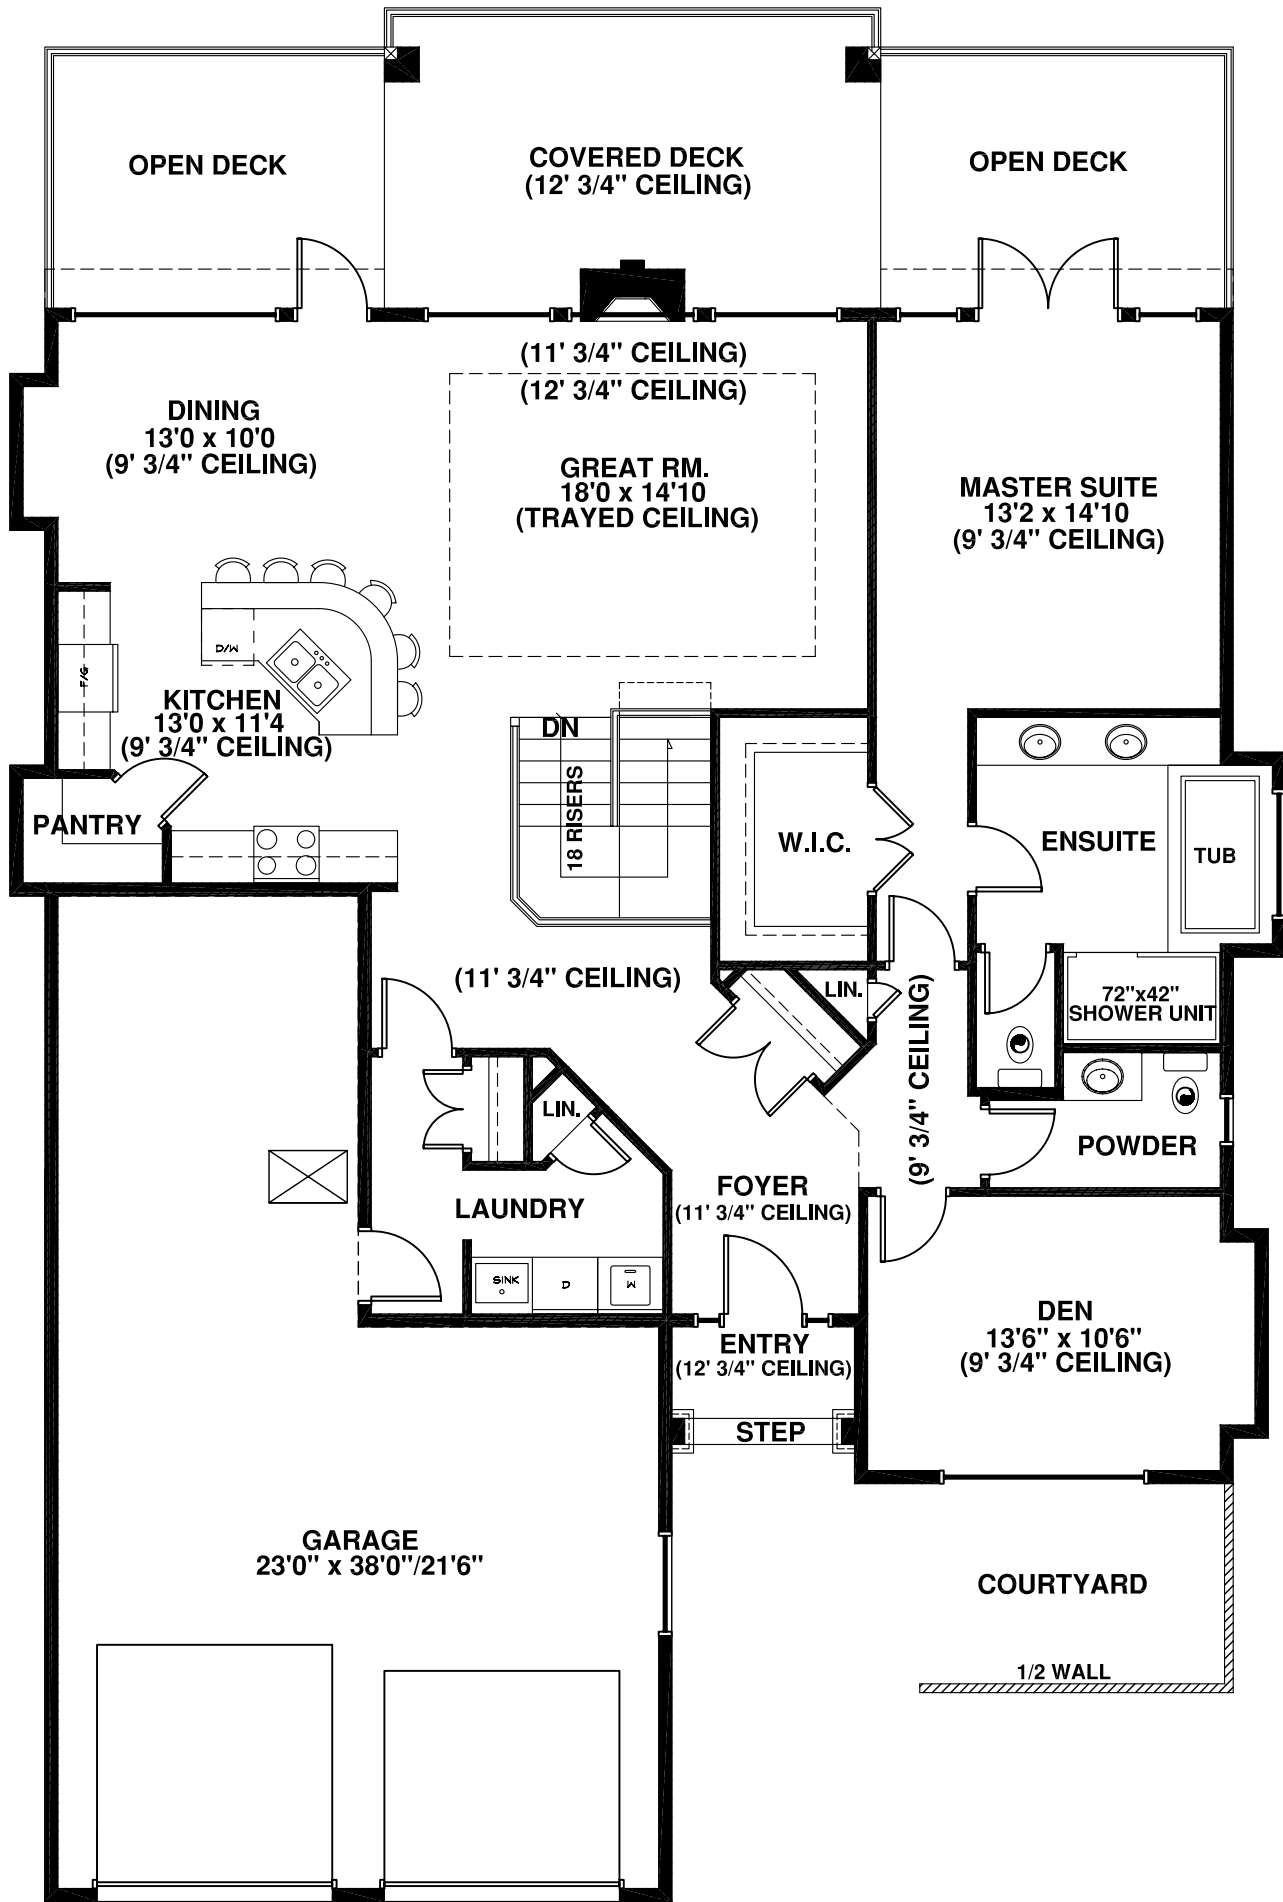 OPEN DECK
COVERED DECK
(12' 3/4" CEILING)
OPEN DECK
(11' 3/4" CEILING)
(12' 3/4" CEILING)
DINING
13'0 x 10'0
(9' 3/4" CEILING)
GREAT RM.
18'0 x 14'10
(TRAYED CEILING)
MASTER SUITE
13'2 x 14'10
(9' 3/4" CEILING)
D/W
F/G
KITCHEN
13'0 x 11'4
(9' 3/4" CEILING)
DN
18 RISERS
PANTRY
W.I.C.
ENSUITE
TUB
(11' 3/4" CEILING)
LIN.
(9' 3/4" CEILING)
72"x42"
SHOWER UNIT
LIN.
POWDER
FOYER
(11' 3/4" CEILING)
LAUNDRY
SINK
D
W
ENTRY
(12' 3/4" CEILING)
DEN
13'6" x 10'6"
(9' 3/4" CEILING)
STEP
GARAGE
23'0" x 38'0"/21'6"
COURTYARD
1/2 WALL